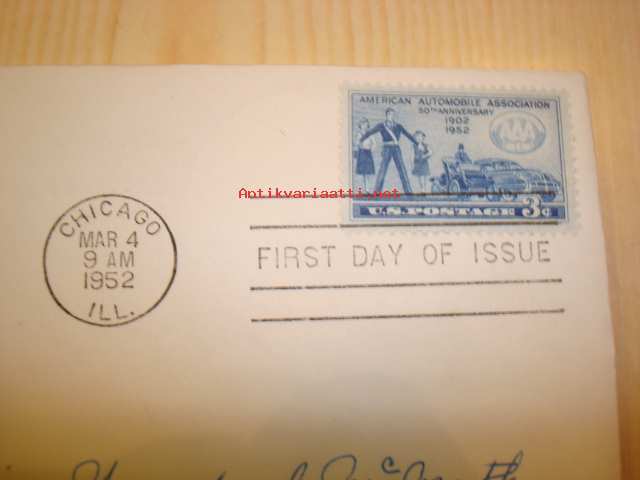 AMERICAN AUTOMOBILE ASSOCIATION
50TH ANNIVERSARY
1902
1952
AAA
U.S. POSTAGE 3¢
Antikvariaatti.net
CHICAGO
MAR 4
9 AM
1952
ILL.
FIRST DAY OF ISSUE